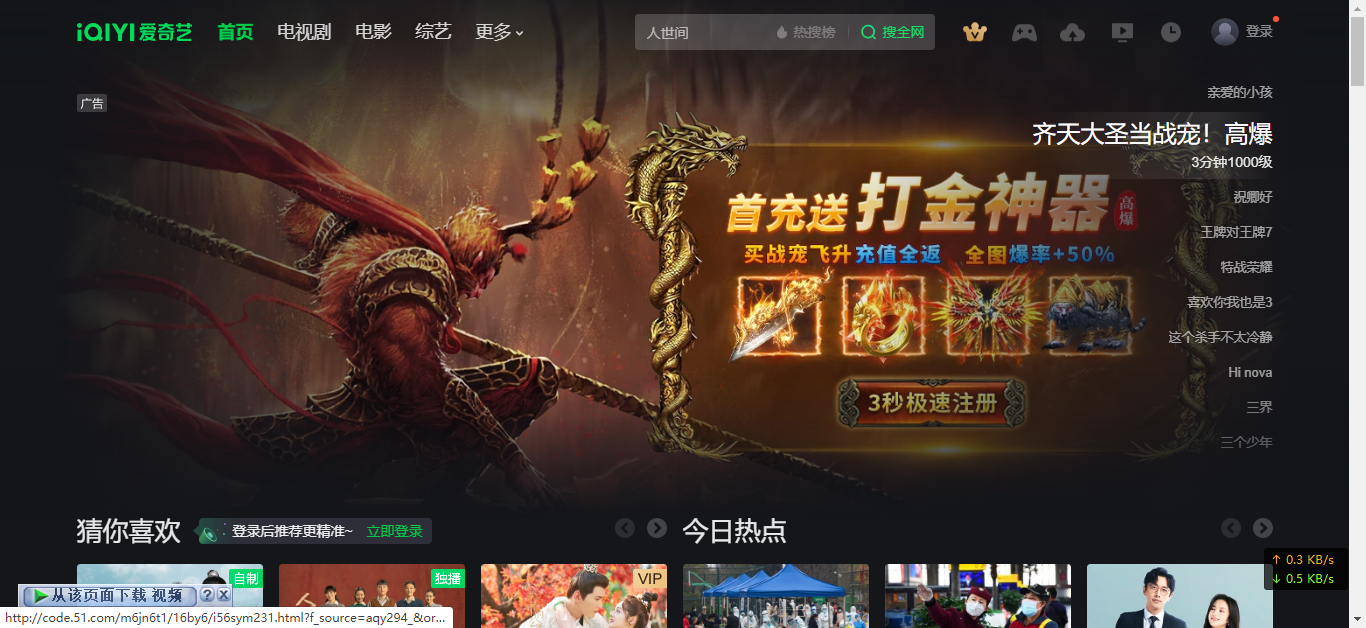 iQIYI 爱奇艺 首页 电视剧 电影 综艺 更多
人世间 热搜榜 搜全网
登录
广告
亲爱的小孩
齐天大圣当战宠！高爆
3分钟1000级
祝卿好
王牌对王牌7
特战荣耀
喜欢你我也是3
这个杀手不太冷静
Hi nova
三界
三个少年
首充送打金神器
高爆
买战宠飞升充值全返 全图爆率+50%
3秒极速注册
猜你喜欢
登录后推荐更精准~ 立即登录
今日热点
↑ 0.3 KB/s
↓ 0.5 KB/s
自制
独播
VIP
从该页面下载 视频 ? x
http://code.51.com/m6jn6t1/16by6/i56sym231.html?f_source=aqy294_&or...